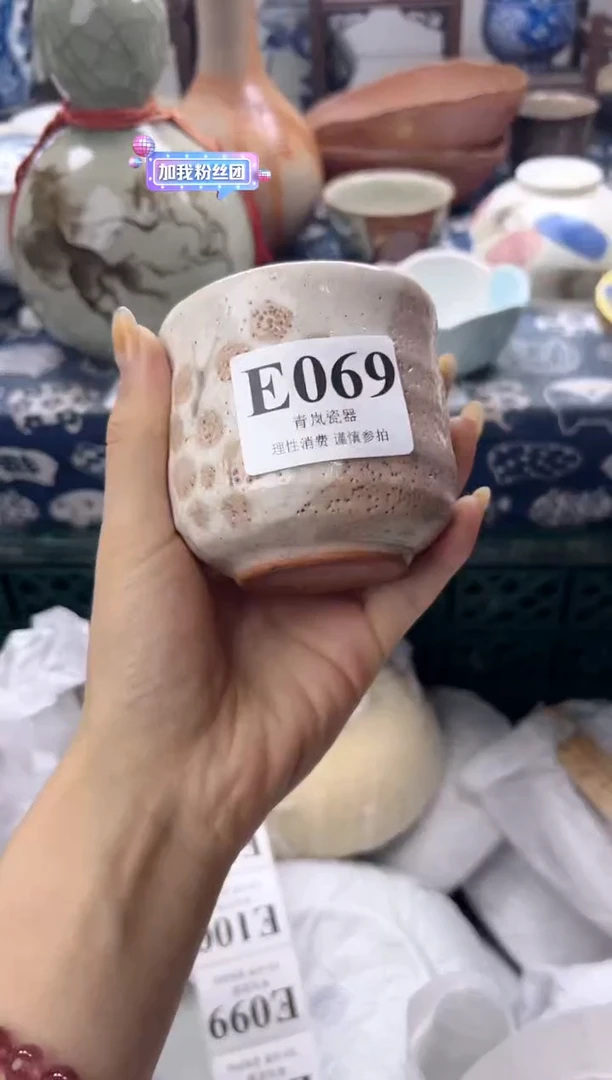 加我粉丝团
E069
青岚瓷器
理性消费 谨慎参拍
E100
E099